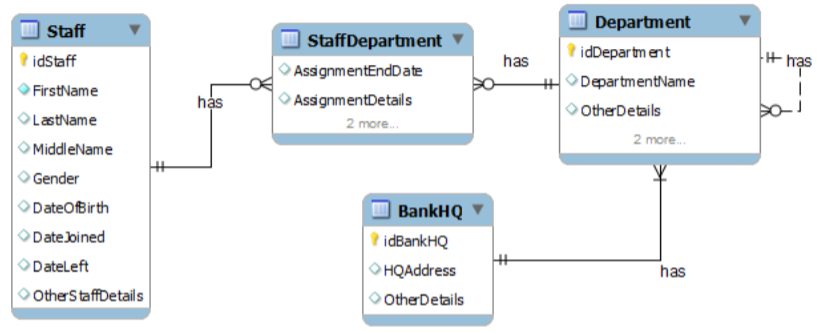 Staff
idStaff
FirstName
LastName
MiddleName
Gender
DateOfBirth
DateJoined
DateLeft
OtherStaffDetails
has
StaffDepartment
AssignmentEndDate
AssignmentDetails
2 more...
has
Department
idDepartment
DepartmentName
OtherDetails
2 more...
has
BankHQ
idBankHQ
HQAddress
OtherDetails
has